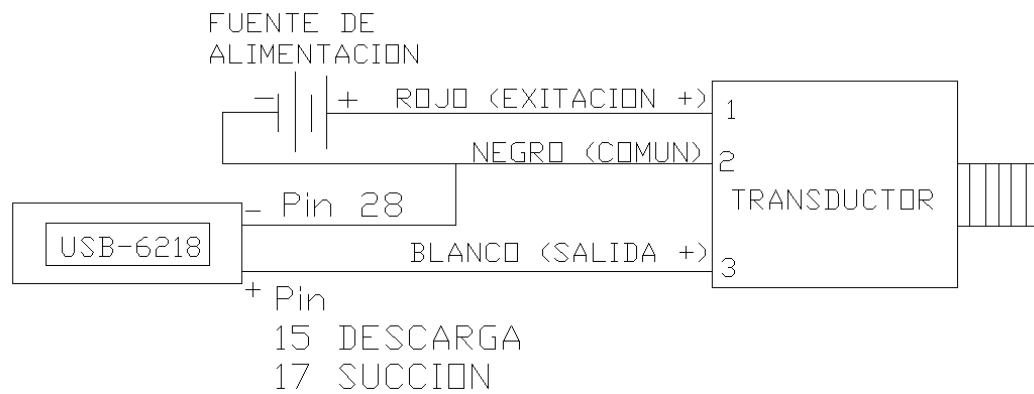 FUENTE DE
ALIMENTACION
- + ROJO (EXITACION +) 1
NEGRO (COMUN) 2
TRANSDUCTOR
- Pin 28
USB-6218
BLANCO (SALIDA +) 3
+ Pin
15 DESCARGA
17 SUCCION